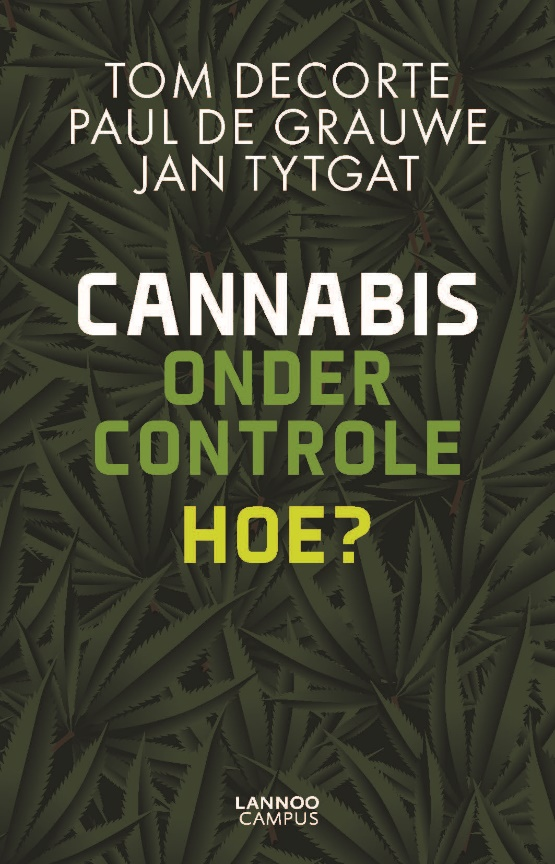 TOM DECORTE
PAUL DE GRAUWE
JAN TYTGAT
CANNABIS
ONDER
CONTROLE
HOE?
LANNOO
CAMPUS